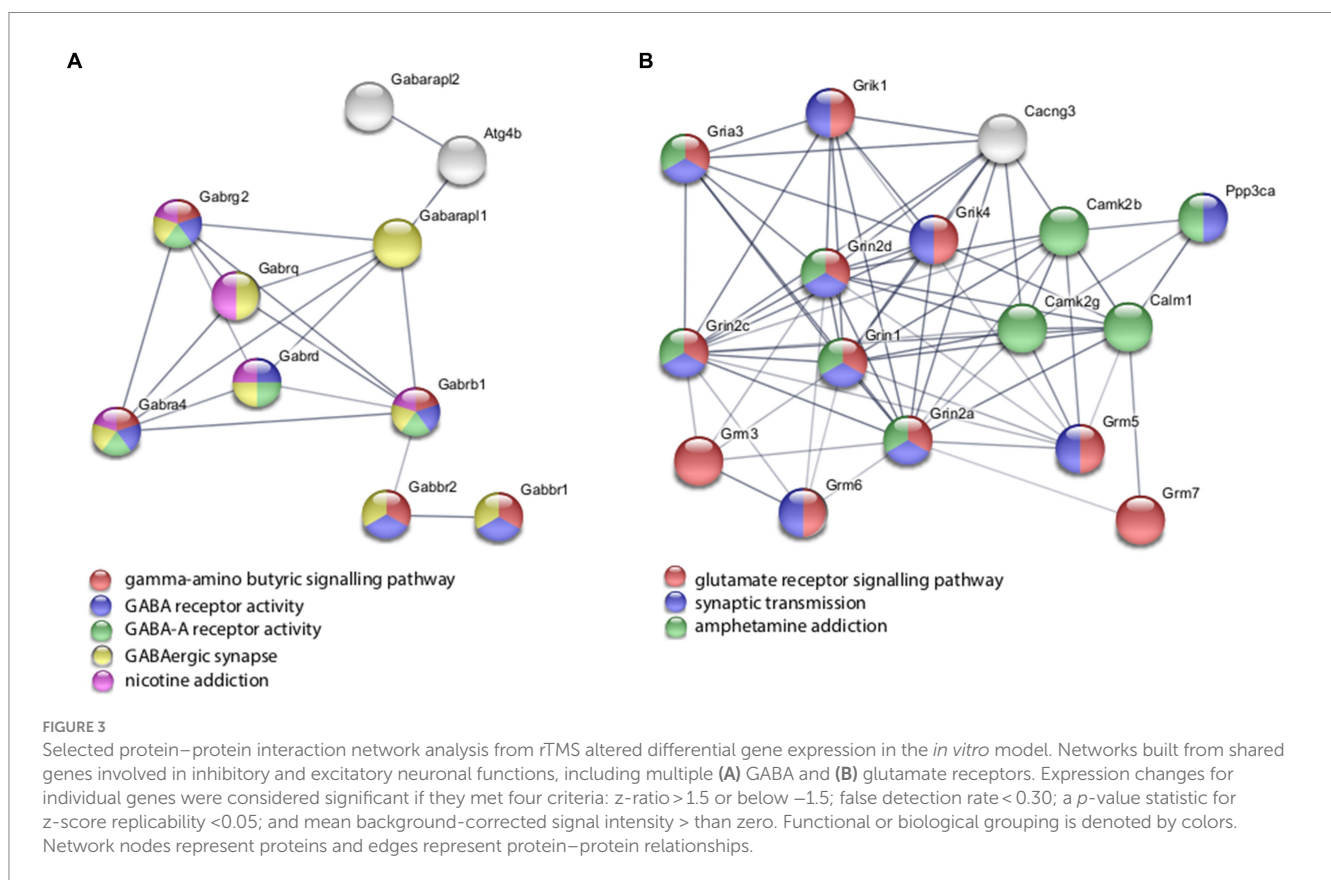 A
Gabarapl2
Atg4b
Gabrg2
Gabarapl1
Gabrq
Gabrd
Gabra4
Gabrb1
Gabbr2
Gabbr1
gamma-amino butyric signalling pathway
GABA receptor activity
GABA-A receptor activity
GABAergic synapse
nicotine addiction
B
Grik1
Cacng3
Gria3
Ppp3ca
Camk2b
Grik4
Grin2d
Camk2g
Calm1
Grin2c
Grin1
Grin2a
Grm5
Grm3
Grm6
Grm7
glutamate receptor signalling pathway
synaptic transmission
amphetamine addiction
FIGURE 3
Selected protein–protein interaction network analysis from rTMS altered differential gene expression in the in vitro model. Networks built from shared
genes involved in inhibitory and excitatory neuronal functions, including multiple (A) GABA and (B) glutamate receptors. Expression changes for
individual genes were considered significant if they met four criteria: z-ratio > 1.5 or below –1.5; false detection rate < 0.30; a p-value statistic for
z-score replicability <0.05; and mean background-corrected signal intensity > than zero. Functional or biological grouping is denoted by colors.
Network nodes represent proteins and edges represent protein–protein relationships.